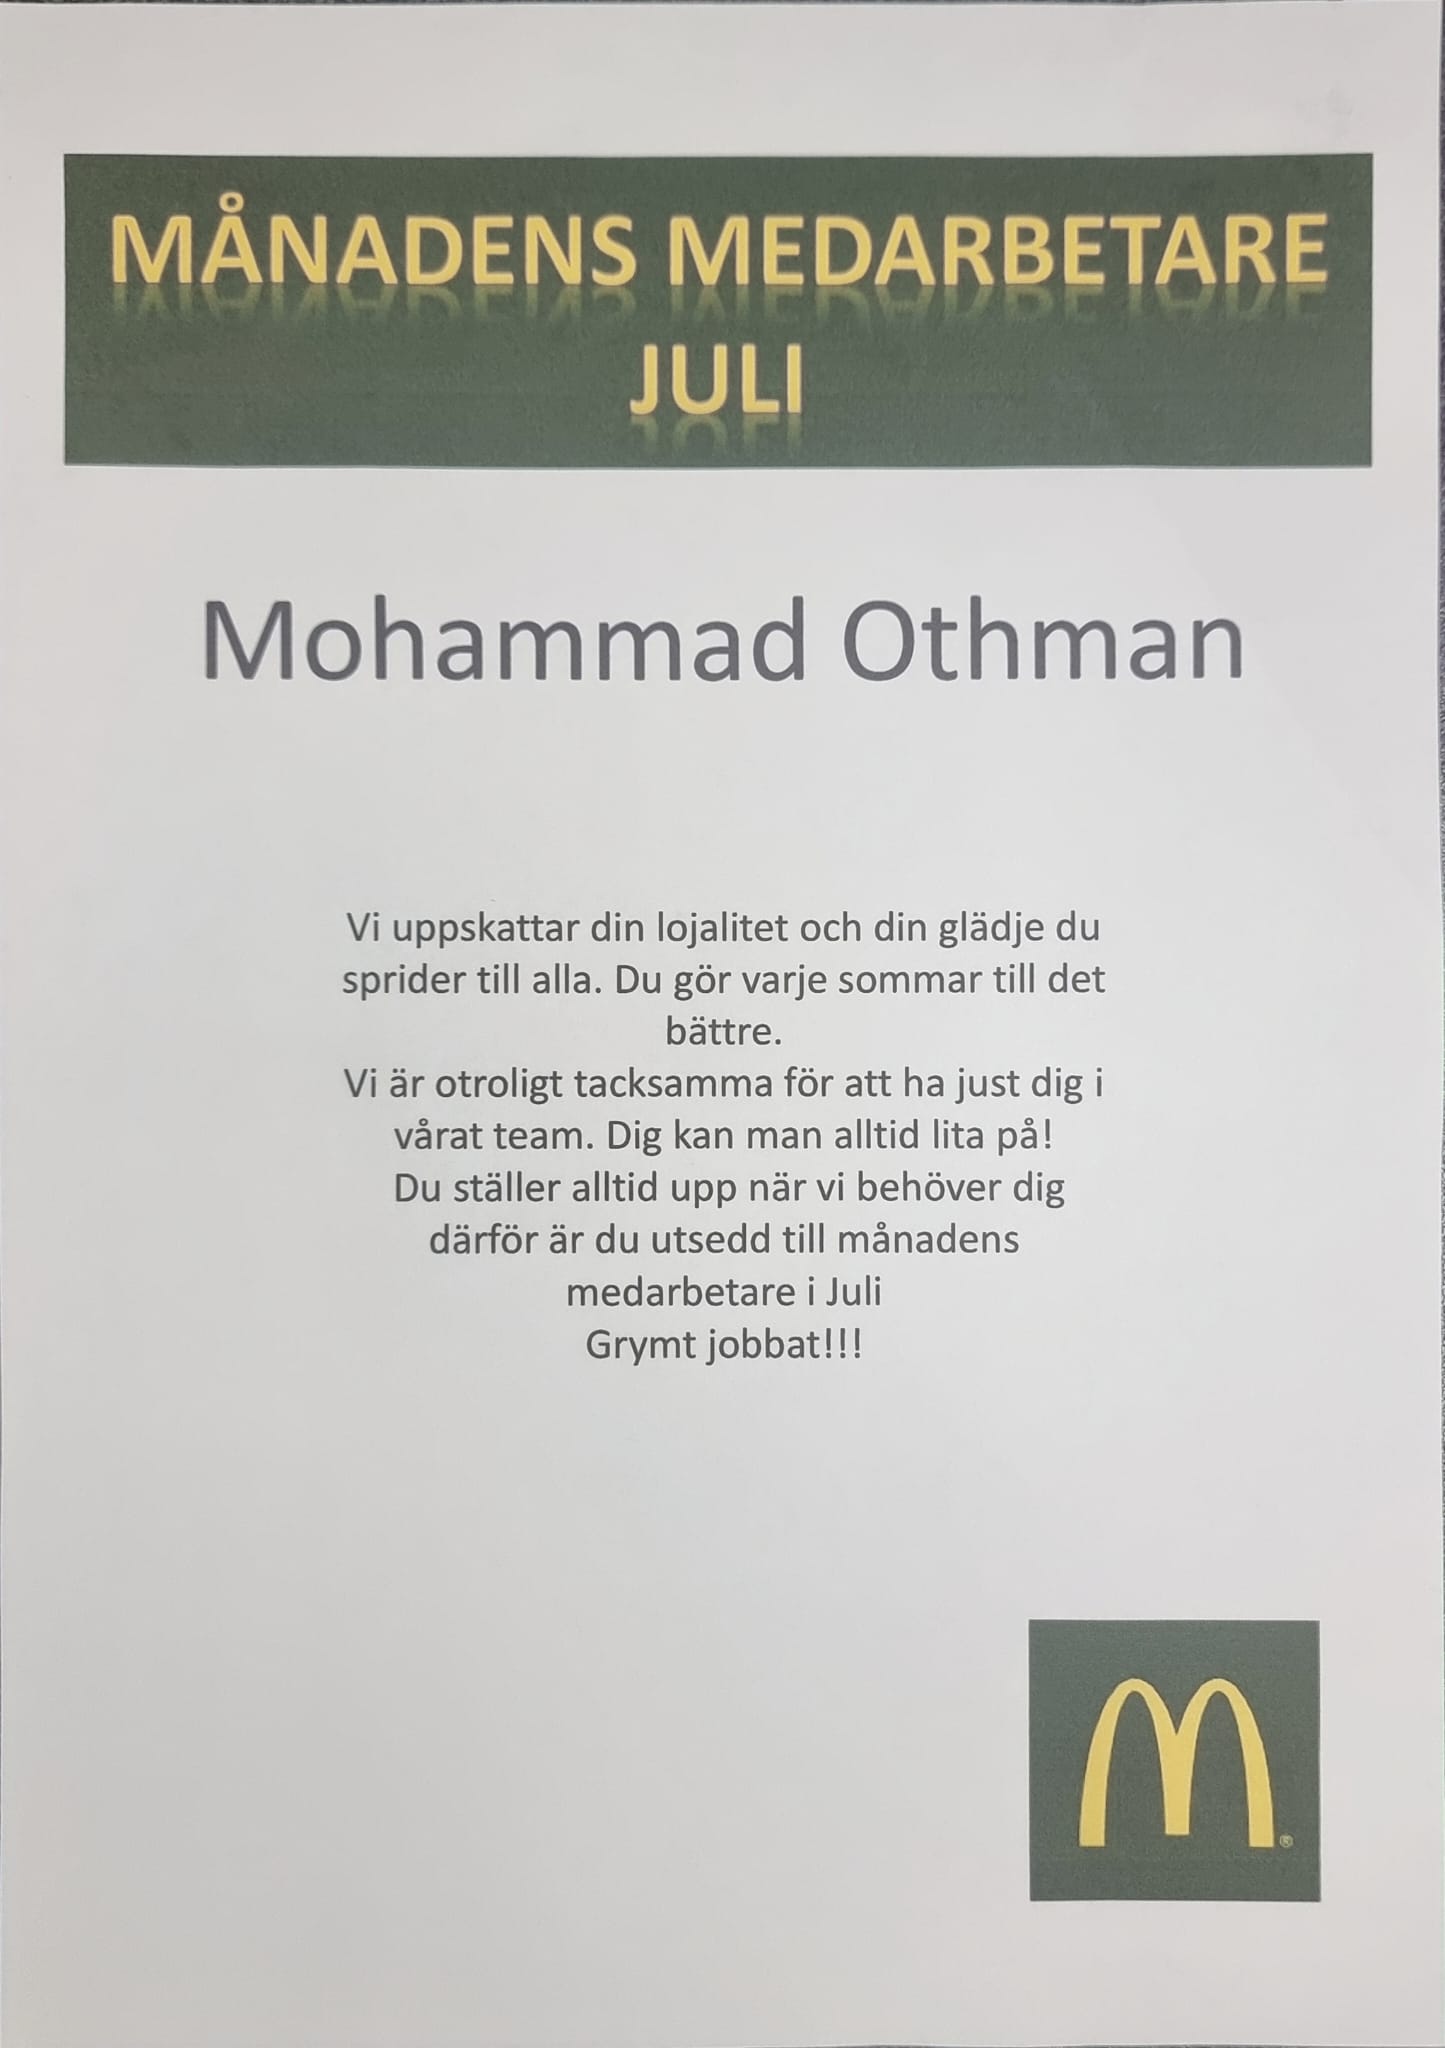 MÅNADENS MEDARBETARE
JULI
Mohammad Othman
Vi uppskattar din lojalitet och din glädje du
sprider till alla. Du gör varje sommar till det
bättre.
Vi är otroligt tacksamma för att ha just dig i
vårat team. Dig kan man alltid lita på!
Du ställer alltid upp när vi behöver dig
därför är du utsedd till månadens
medarbetare i Juli
Grymt jobbat!!!
M®